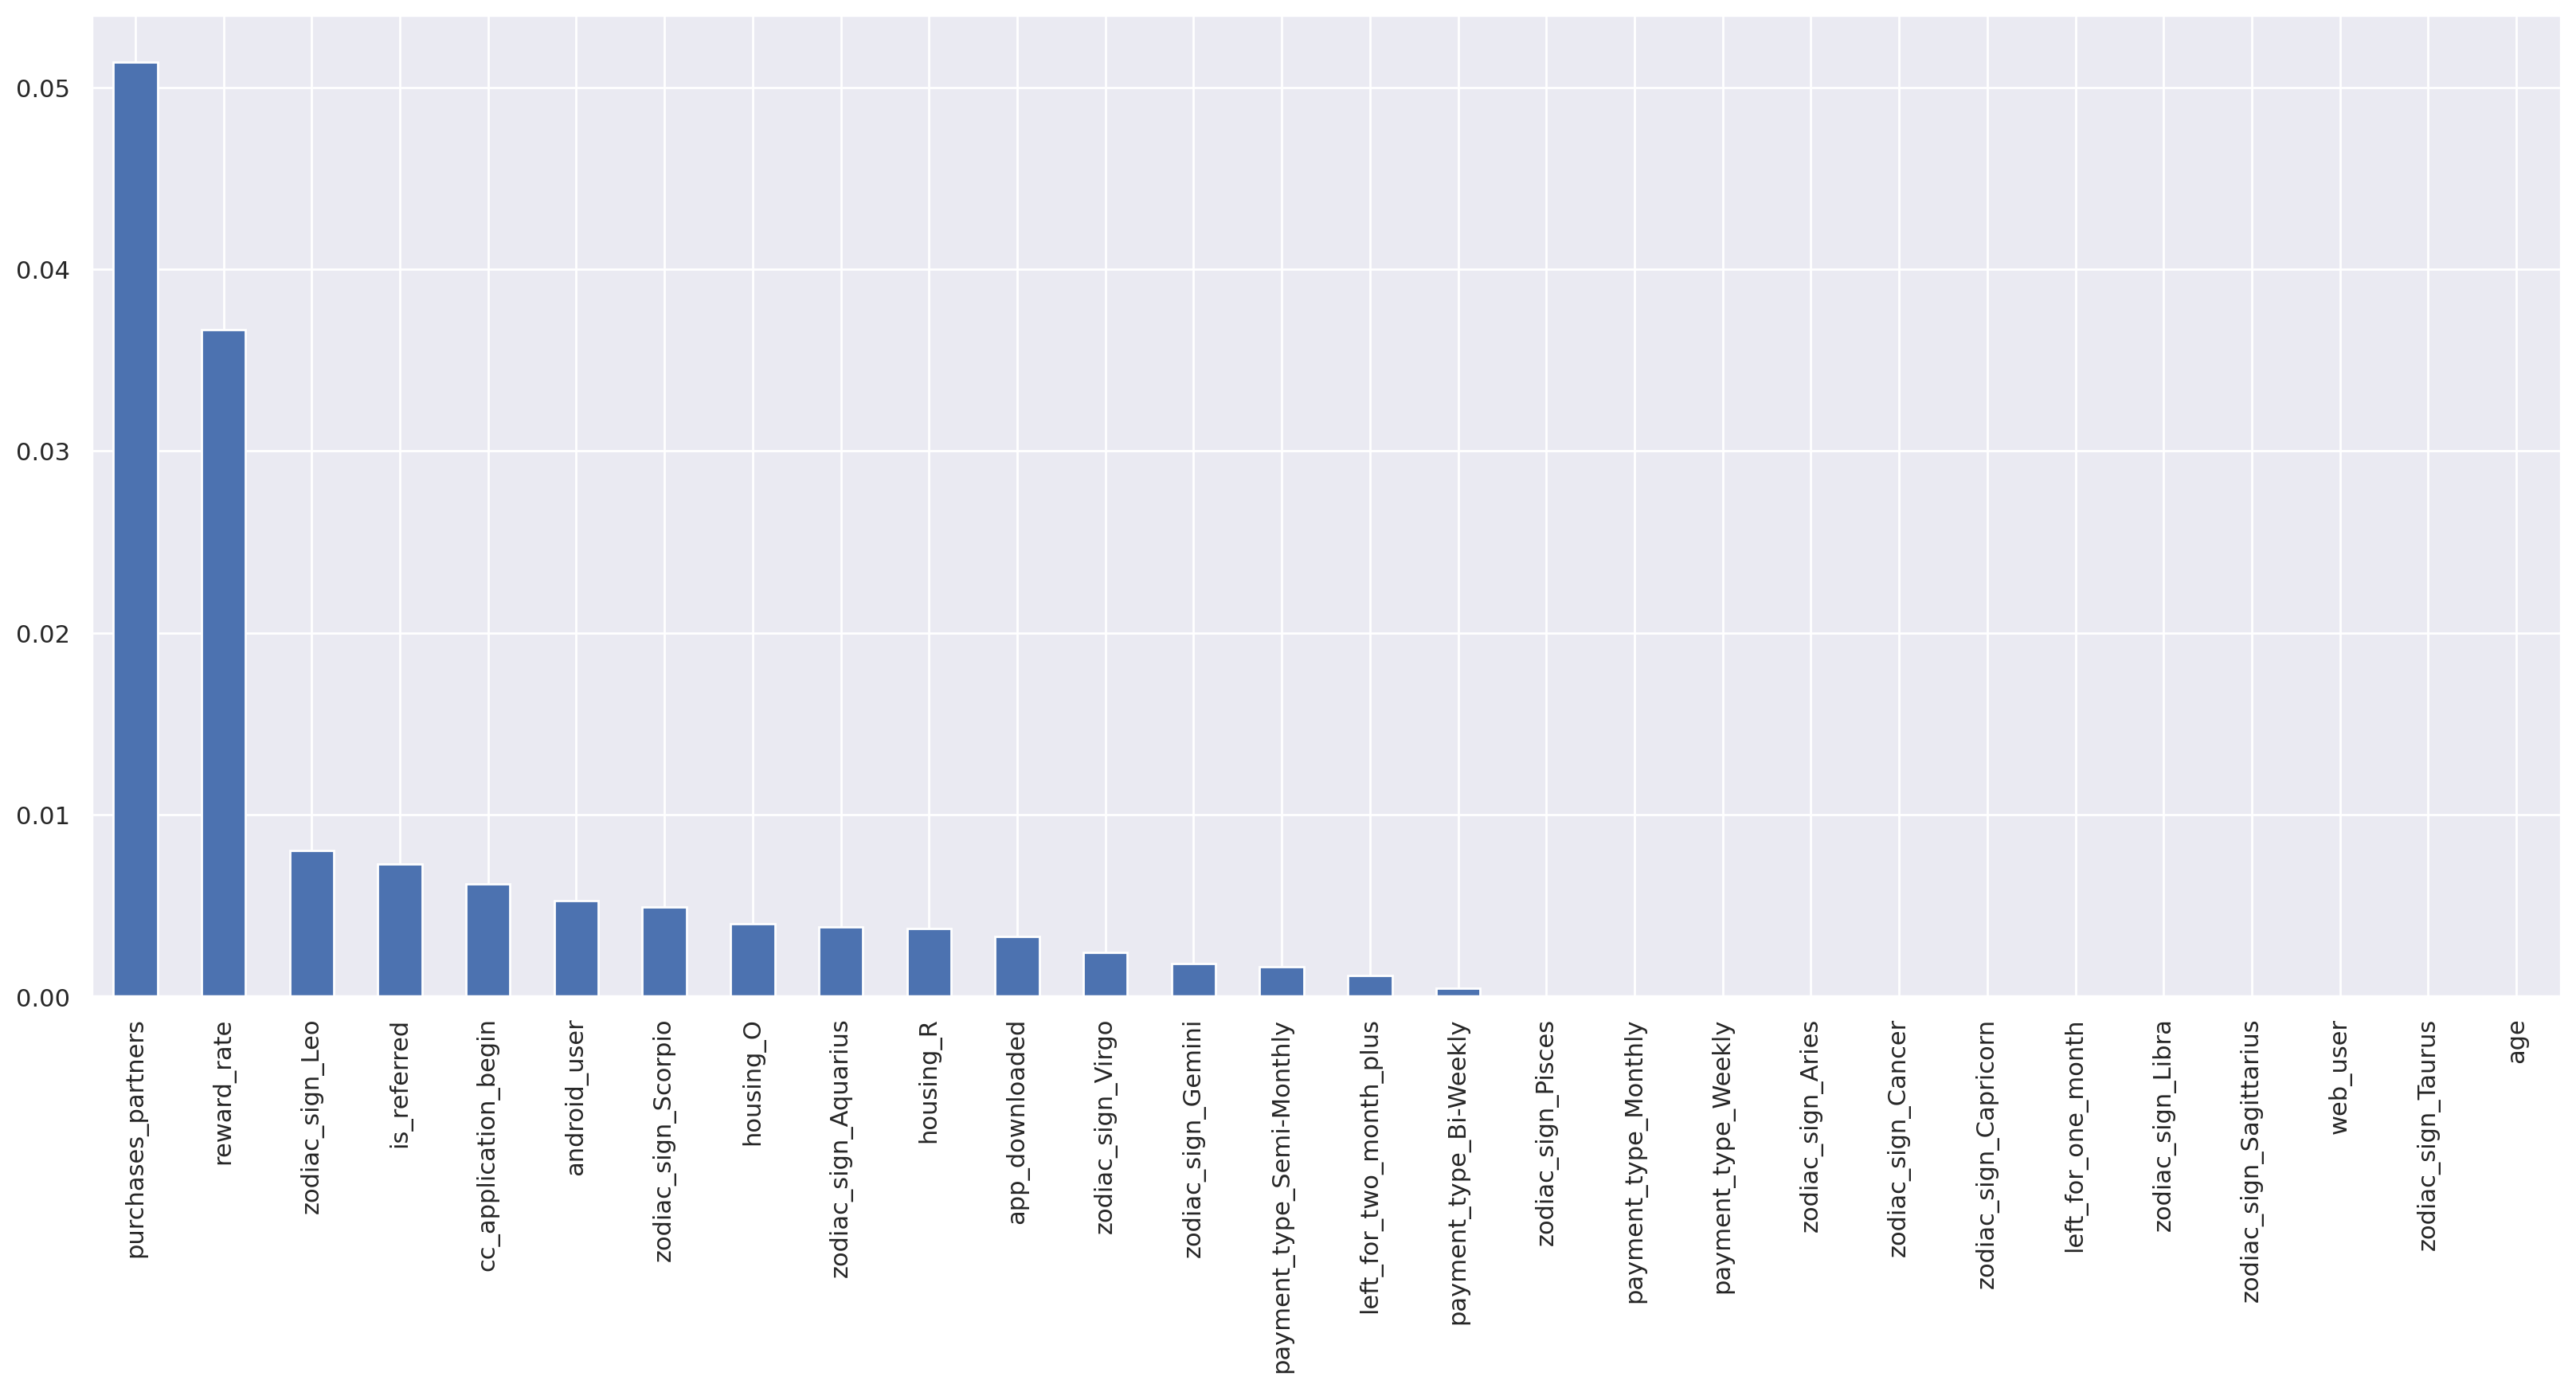 0.05
0.04
0.03
0.02
0.01
0.00
purchases_partners
reward_rate
zodiac_sign_Leo
is_referred
cc_application_begin
android_user
zodiac_sign_Scorpio
housing_O
zodiac_sign_Aquarius
housing_R
app_downloaded
zodiac_sign_Virgo
zodiac_sign_Gemini
payment_type_Semi-Monthly
left_for_two_month_plus
payment_type_Bi-Weekly
zodiac_sign_Pisces
payment_type_Monthly
payment_type_Weekly
zodiac_sign_Aries
zodiac_sign_Cancer
zodiac_sign_Capricorn
left_for_one_month
zodiac_sign_Libra
zodiac_sign_Sagittarius
web_user
zodiac_sign_Taurus
age